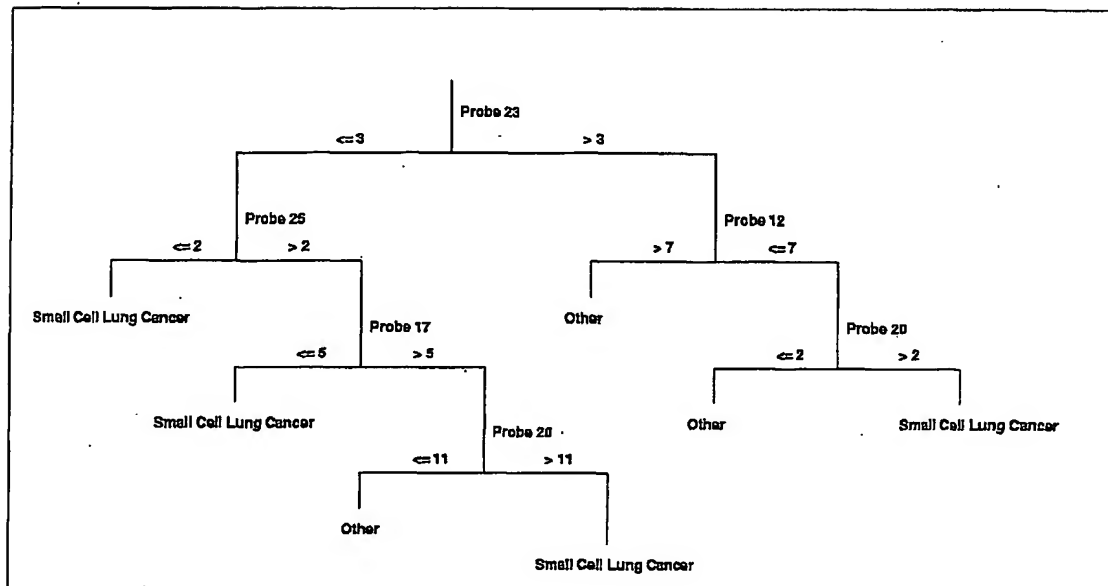 Probe 23
<=3 > 3
Probe 25 Probe 12
<=2 > 2 > 7 <=7
Small Cell Lung Cancer Other
Probe 17 Probe 20
<=5 > 5 <=2 > 2
Small Cell Lung Cancer Other Small Cell Lung Cancer
Probe 20
<=11 > 11
Other
Small Cell Lung Cancer